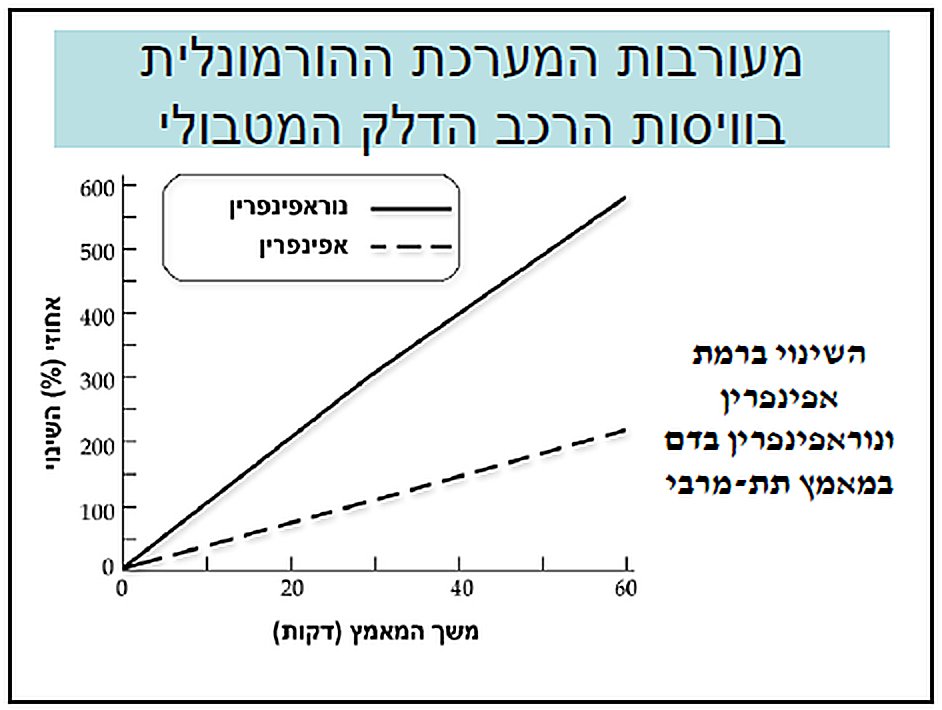 מעורבות המערכת ההורמונלית
בוויסות הרכב הדלק המטבולי
נוראפינפרין
אפינפרין
אחוזי (%) השינוי
600
500
400
300
200
100
0
0 20 40 60
משך המאמץ (דקות)
השינוי ברמת
אפינפרין
ונוראפינפרין בדם
במאמץ תת-מרבי